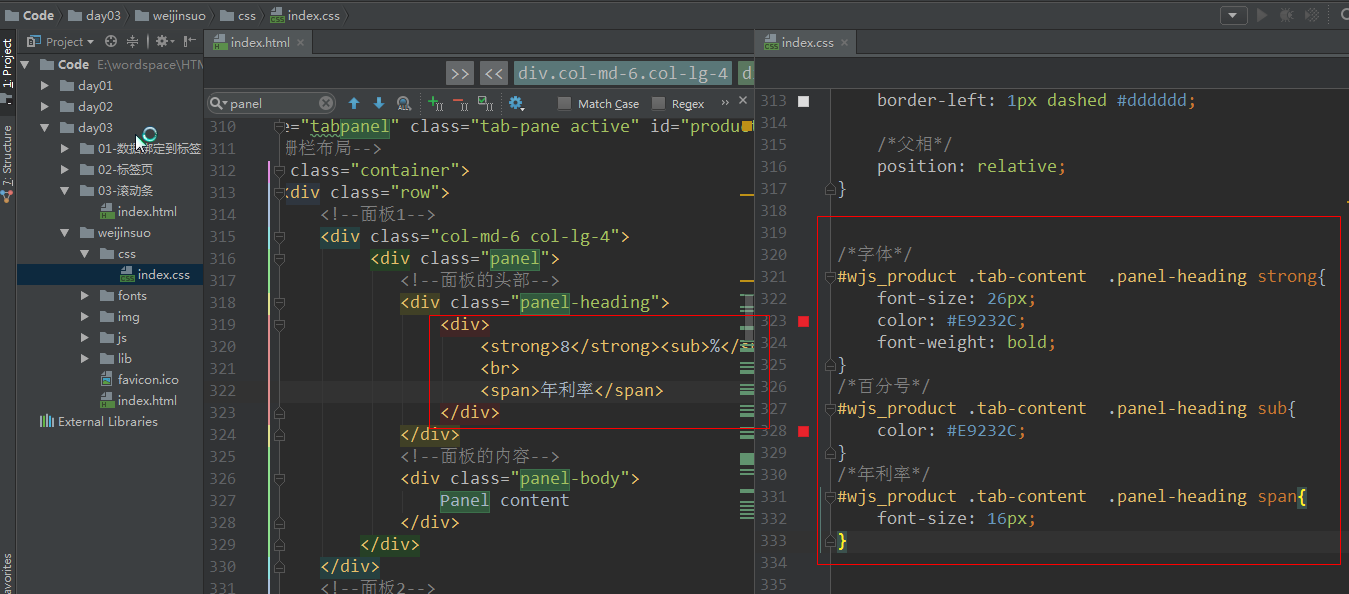 Code day03 weijinsuo css index.css
Project
index.html
index.css
1: Project
7: Structure
avorites
Code E:\wordspace\HTM
day01
day02
day03
01-数据绑定到标签
02-标签页
03-滚动条
index.html
weijinsuo
css
index.css
fonts
img
js
lib
favicon.ico
index.html
External Libraries
>> << div.col-md-6.col-lg-4 d
panel Match Case Regex »
310 e="tabpanel" class="tab-pane active" id="produc
311 册栏布局-->
312 class="container">
313 <div class="row">
314 <!--面板1-->
315 <div class="col-md-6 col-lg-4">
316 <div class="panel">
317 <!--面板的头部-->
318 <div class="panel-heading">
319 <div>
320 <strong>8</strong><sub>%</s
321 <br>
322 <span>年利率</span>
323 </div>
324 </div>
325 <!--面板的内容-->
326 <div class="panel-body">
327 Panel content
328 </div>
329 </div>
330 </div>
331 <!--面板2-->
313 border-left: 1px dashed #dddddd;
314
315 /*父相*/
316 position: relative;
317 }
318
319
320 /*字体*/
321 #wjs_product .tab-content  .panel-heading strong{
322 font-size: 26px;
323 color: #E9232C;
324 font-weight: bold;
325 }
326 /*百分号*/
327 #wjs_product .tab-content  .panel-heading sub{
328 color: #E9232C;
329 }
330 /*年利率*/
331 #wjs_product .tab-content  .panel-heading span{
332 font-size: 16px;
333 }
334
335